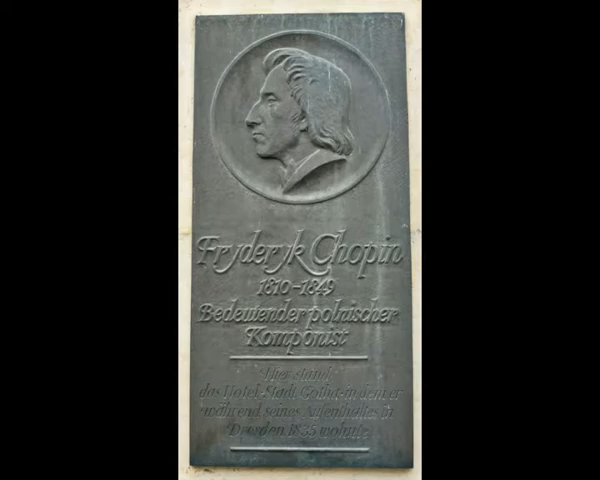 Fryderyk Chopin
1810-1849
Bedeutender polnischer
Komponist
Hier stand
das Hotel "Stadt Gotha" in dem er
während seines Aufenthaltes in
Dresden 1835 wohnte